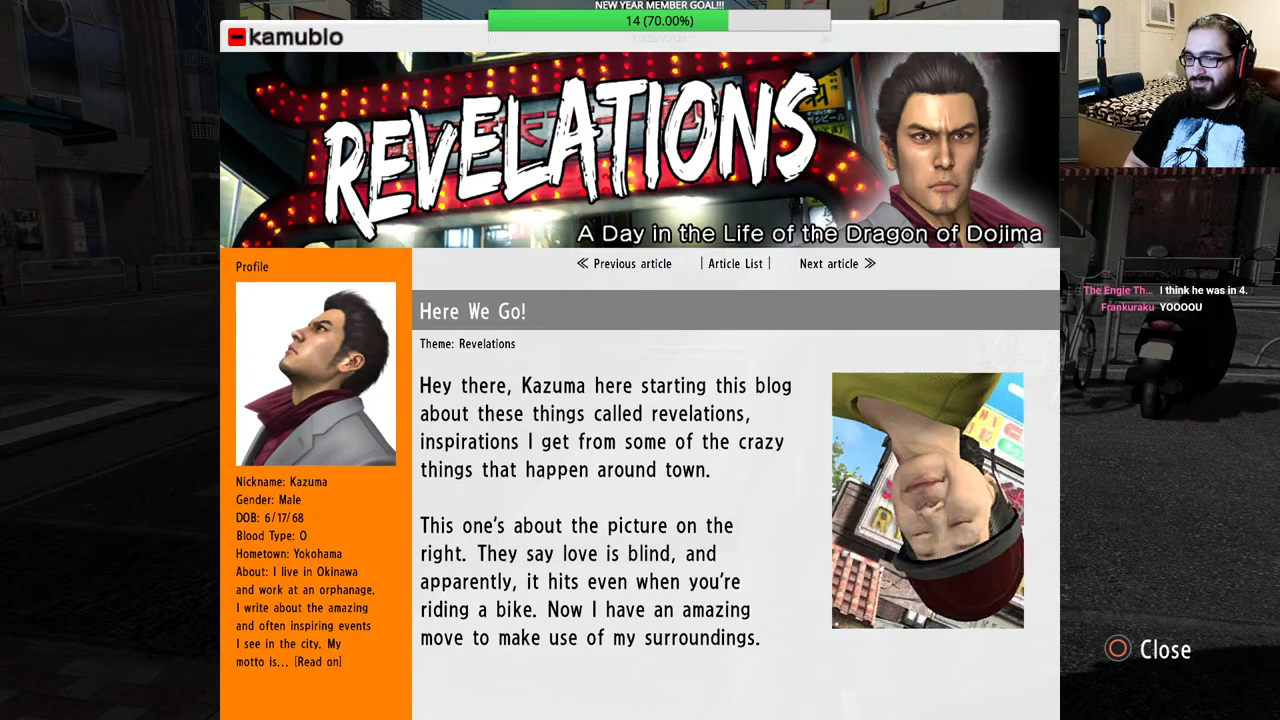 NEW YEAR MEMBER GOAL!!!
14 (70.00%)
kamublo
REVELATIONS
A Day in the Life of the Dragon of Dojima
Profile
≪ Previous article | Article List | Next article ≫
Here We Go!
Theme: Revelations
Hey there, Kazuma here starting this blog
about these things called revelations,
inspirations I get from some of the crazy
things that happen around town.
This one's about the picture on the
right. They say love is blind, and
apparently, it hits even when you're
riding a bike. Now I have an amazing
move to make use of my surroundings.
Nickname: Kazuma
Gender: Male
DOB: 6/17/68
Blood Type: O
Hometown: Yokohama
About: I live in Okinawa
and work at an orphanage.
I write about the amazing
and often inspiring events
I see in the city. My
motto is... [Read on]
The Engie Th... I think he was in 4.
Frankuraku YOOOOU
Close